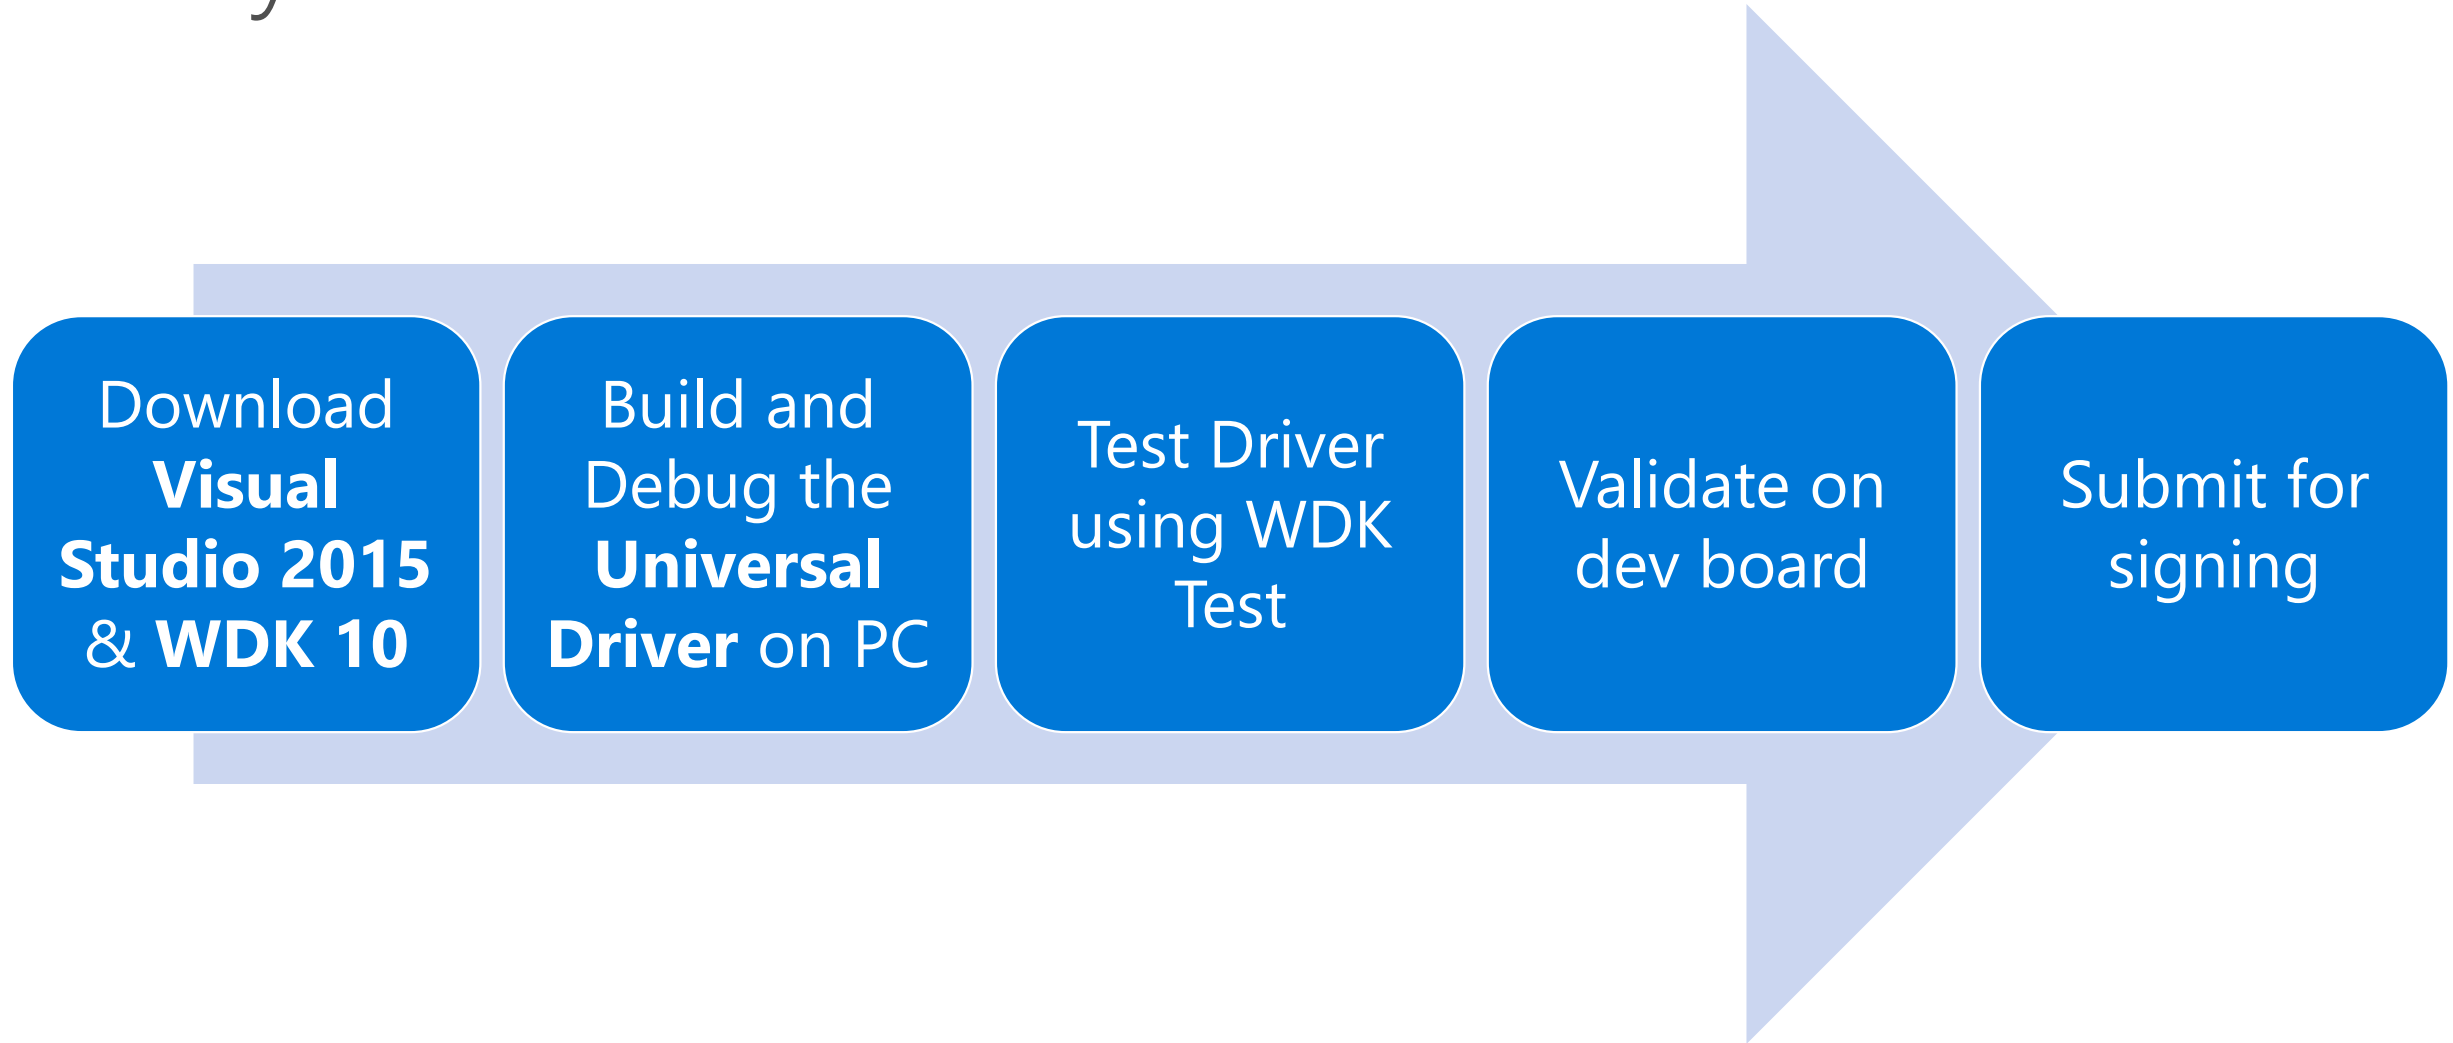 Download
Visual
Studio 2015
& WDK 10
Build and
Debug the
Universal
Driver on PC
Test Driver
using WDK
Test
Validate on
dev board
Submit for
signing